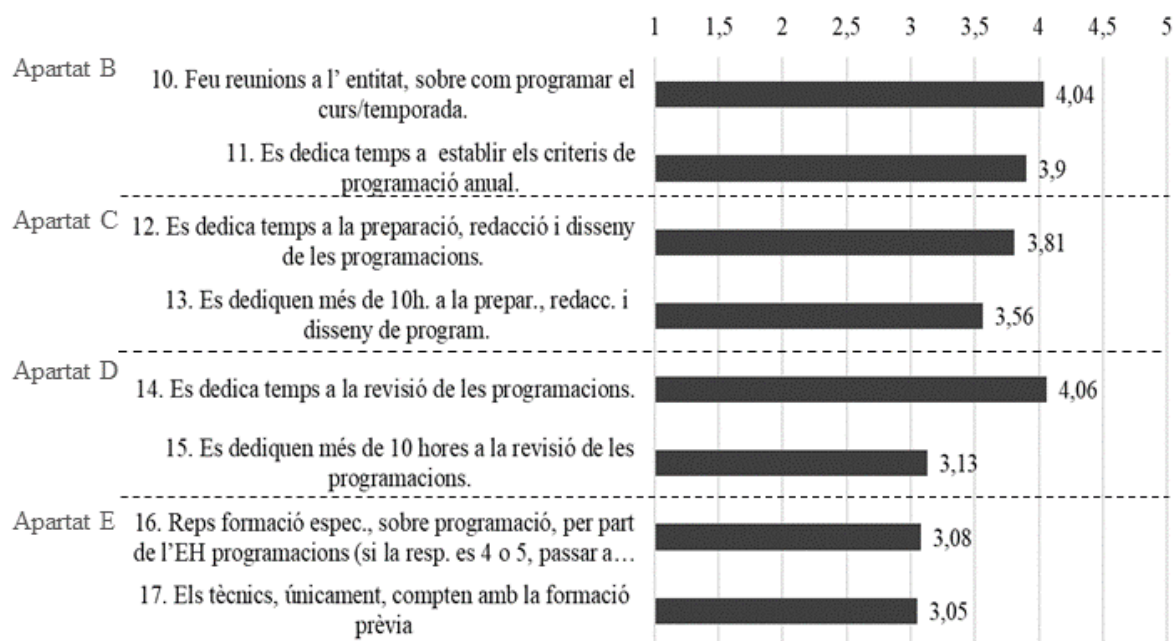 1 1,5 2 2,5 3 3,5 4 4,5 5
Apartat B
10. Feu reunions a l’ entitat, sobre com programar el
curs/temporada.
4,04
11. Es dedica temps a establir els criteris de
programació anual.
3,9
Apartat C
12. Es dedica temps a la preparació, redacció i disseny
de les programacions.
3,81
13. Es dediquen més de 10h. a la prepar., redacc. i
disseny de program.
3,56
Apartat D
14. Es dedica temps a la revisió de les programacions.
4,06
15. Es dediquen més de 10 hores a la revisió de les
programacions.
3,13
Apartat E
16. Reps formació espec., sobre programació, per part
de l’EH programacions (si la resp. es 4 o 5, passar a…
3,08
17. Els tècnics, únicament, compten amb la formació
prèvia
3,05